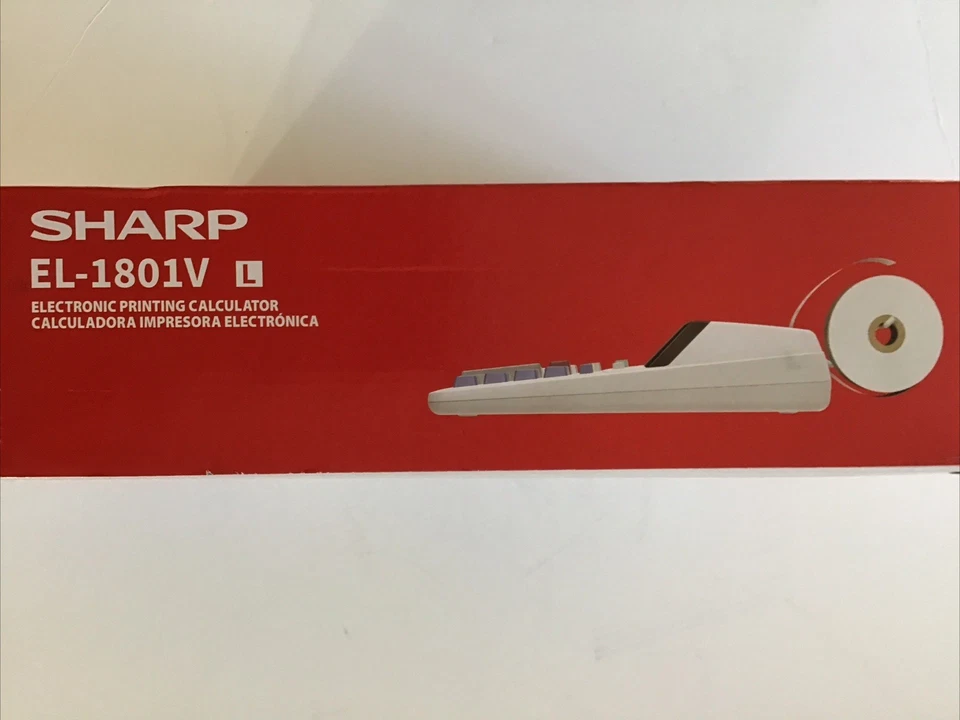 SHARP
EL-1801V L
ELECTRONIC PRINTING CALCULATOR
CALCULADORA IMPRESORA ELECTRÓNICA